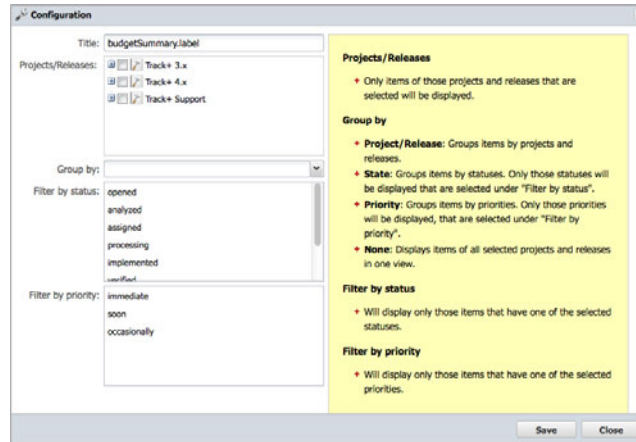 Configuration
Title: budgetSummary.label
Projects/Releases:
Track+ 3.x
Track+ 4.x
Track+ Support
Group by:
Filter by status:
opened
analyzed
assigned
processing
implemented
verified
Filter by priority:
immediate
soon
occasionally
Projects/Releases
Only items of those projects and releases that are
selected will be displayed.
Group by
Project/Release: Groups items by projects and
releases.
State: Groups items by statuses. Only those statuses will
be displayed that are selected under "Filter by status".
Priority: Groups items by priorities. Only those priorities
will be displayed, that are selected under "Filter by
priority".
None: Displays items of all selected projects and releases
in one view.
Filter by status
Will display only those items that have one of the selected
statuses.
Filter by priority
Will display only those items that have one of the selected
priorities.
Save Close